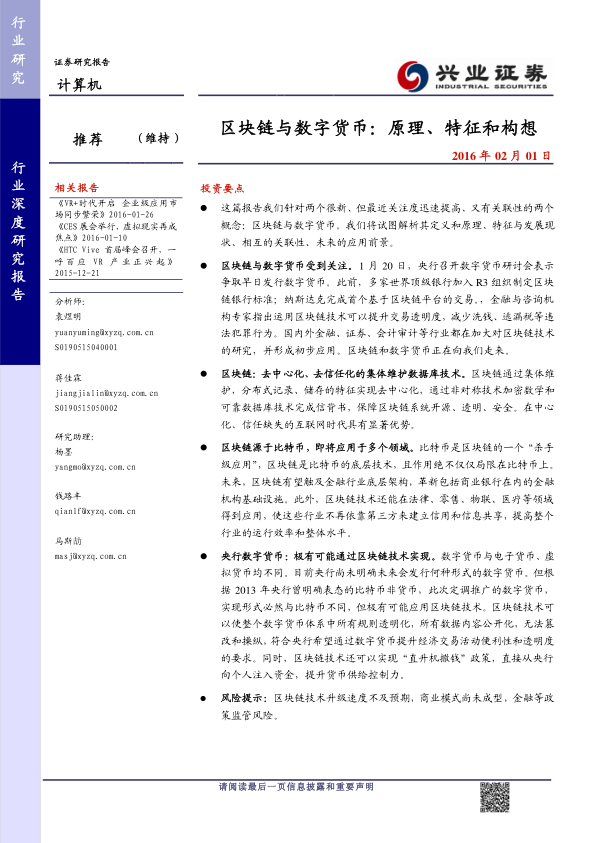 行业研究
行业深度研究报告
证券研究报告
计算机
兴业证券
INDUSTRIAL SECURITIES
推荐 （维持）
区块链与数字货币：原理、特征和构想
2016 年 02 月 01 日
相关报告
《VR+时代开启 企业级应用市
场同步繁荣》2016-01-26
《CES 展会举行，虚拟现实再成
焦点》2016-01-10
《HTC Vive 首届峰会召开，一
呼百应 VR 产业正兴起》
2015-12-21
分析师：
袁煜明
yuanyuming@xyzq.com.cn
S0190515040001
蒋佳霖
jiangjialin@xyzq.com.cn
S0190515050002
研究助理：
杨墨
yangmo@xyzq.com.cn
钱路丰
qianlf@xyzq.com.cn
马斯劼
masj@xyzq.com.cn
投资要点
● 这篇报告我们针对两个很新、但最近关注度迅速提高、又有关联性的两个
概念：区块链与数字货币。我们将试图解析其定义和原理、特征与发展现
状、相互的关联性、未来的应用前景。
● 区块链与数字货币受到关注。1 月 20 日，央行召开数字货币研讨会表示
争取早日发行数字货币。此前，多家世界顶级银行加入 R3 组织制定区块
链银行标准；纳斯达克完成首个基于区块链平台的交易。，金融与咨询机
构专家指出运用区块链技术可以提升交易透明度，减少洗钱、逃漏税等违
法犯罪行为。国内外金融、证券、会计审计等行业都在加大对区块链技术
的研究，并形成初步应用。区块链和数字货币正在向我们走来。
● 区块链：去中心化、去信任化的集体维护数据库技术。区块链通过集体维
护，分布式记录、储存的特征实现去中心化，通过非对称技术加密数学和
可靠数据库技术完成信背书，保障区块链系统开源、透明、安全。在中心
化、信任缺失的互联网时代具有显著优势。
● 区块链源于比特币，即将应用于多个领域。比特币是区块链的一个“杀手
级应用”，区块链是比特币的底层技术，且作用绝不仅仅局限在比特币上。
未来，区块链有望触及金融行业底层架构，革新包括商业银行在内的金融
机构基础设施。此外，区块链技术还能在法律、零售、物联、医疗等领域
得到应用，使这些行业不再依靠第三方来建立信用和信息共享，提高整个
行业的运行效率和整体水平。
● 央行数字货币：极有可能通过区块链技术实现。数字货币与电子货币、虚
拟货币均不同。目前央行尚未明确未来会发行何种形式的数字货币。但根
据 2013 年央行曾明确表态的比特币非货币，此次定调推广的数字货币，
实现形式必然与比特币不同，但极有可能应用区块链技术。区块链技术可
以使整个数字货币体系中所有规则透明化，所有数据内容公开化，无法篡
改和操纵，符合央行希望通过数字货币提升经济交易活动便利性和透明度
的要求。同时，区块链技术还可以实现“直升机撒钱”政策，直接从央行
向个人注入资金，提升货币供给控制力。
● 风险提示：区块链技术升级速度不及预期，商业模式尚未成型，金融等政
策监管风险。
请阅读最后一页信息披露和重要声明